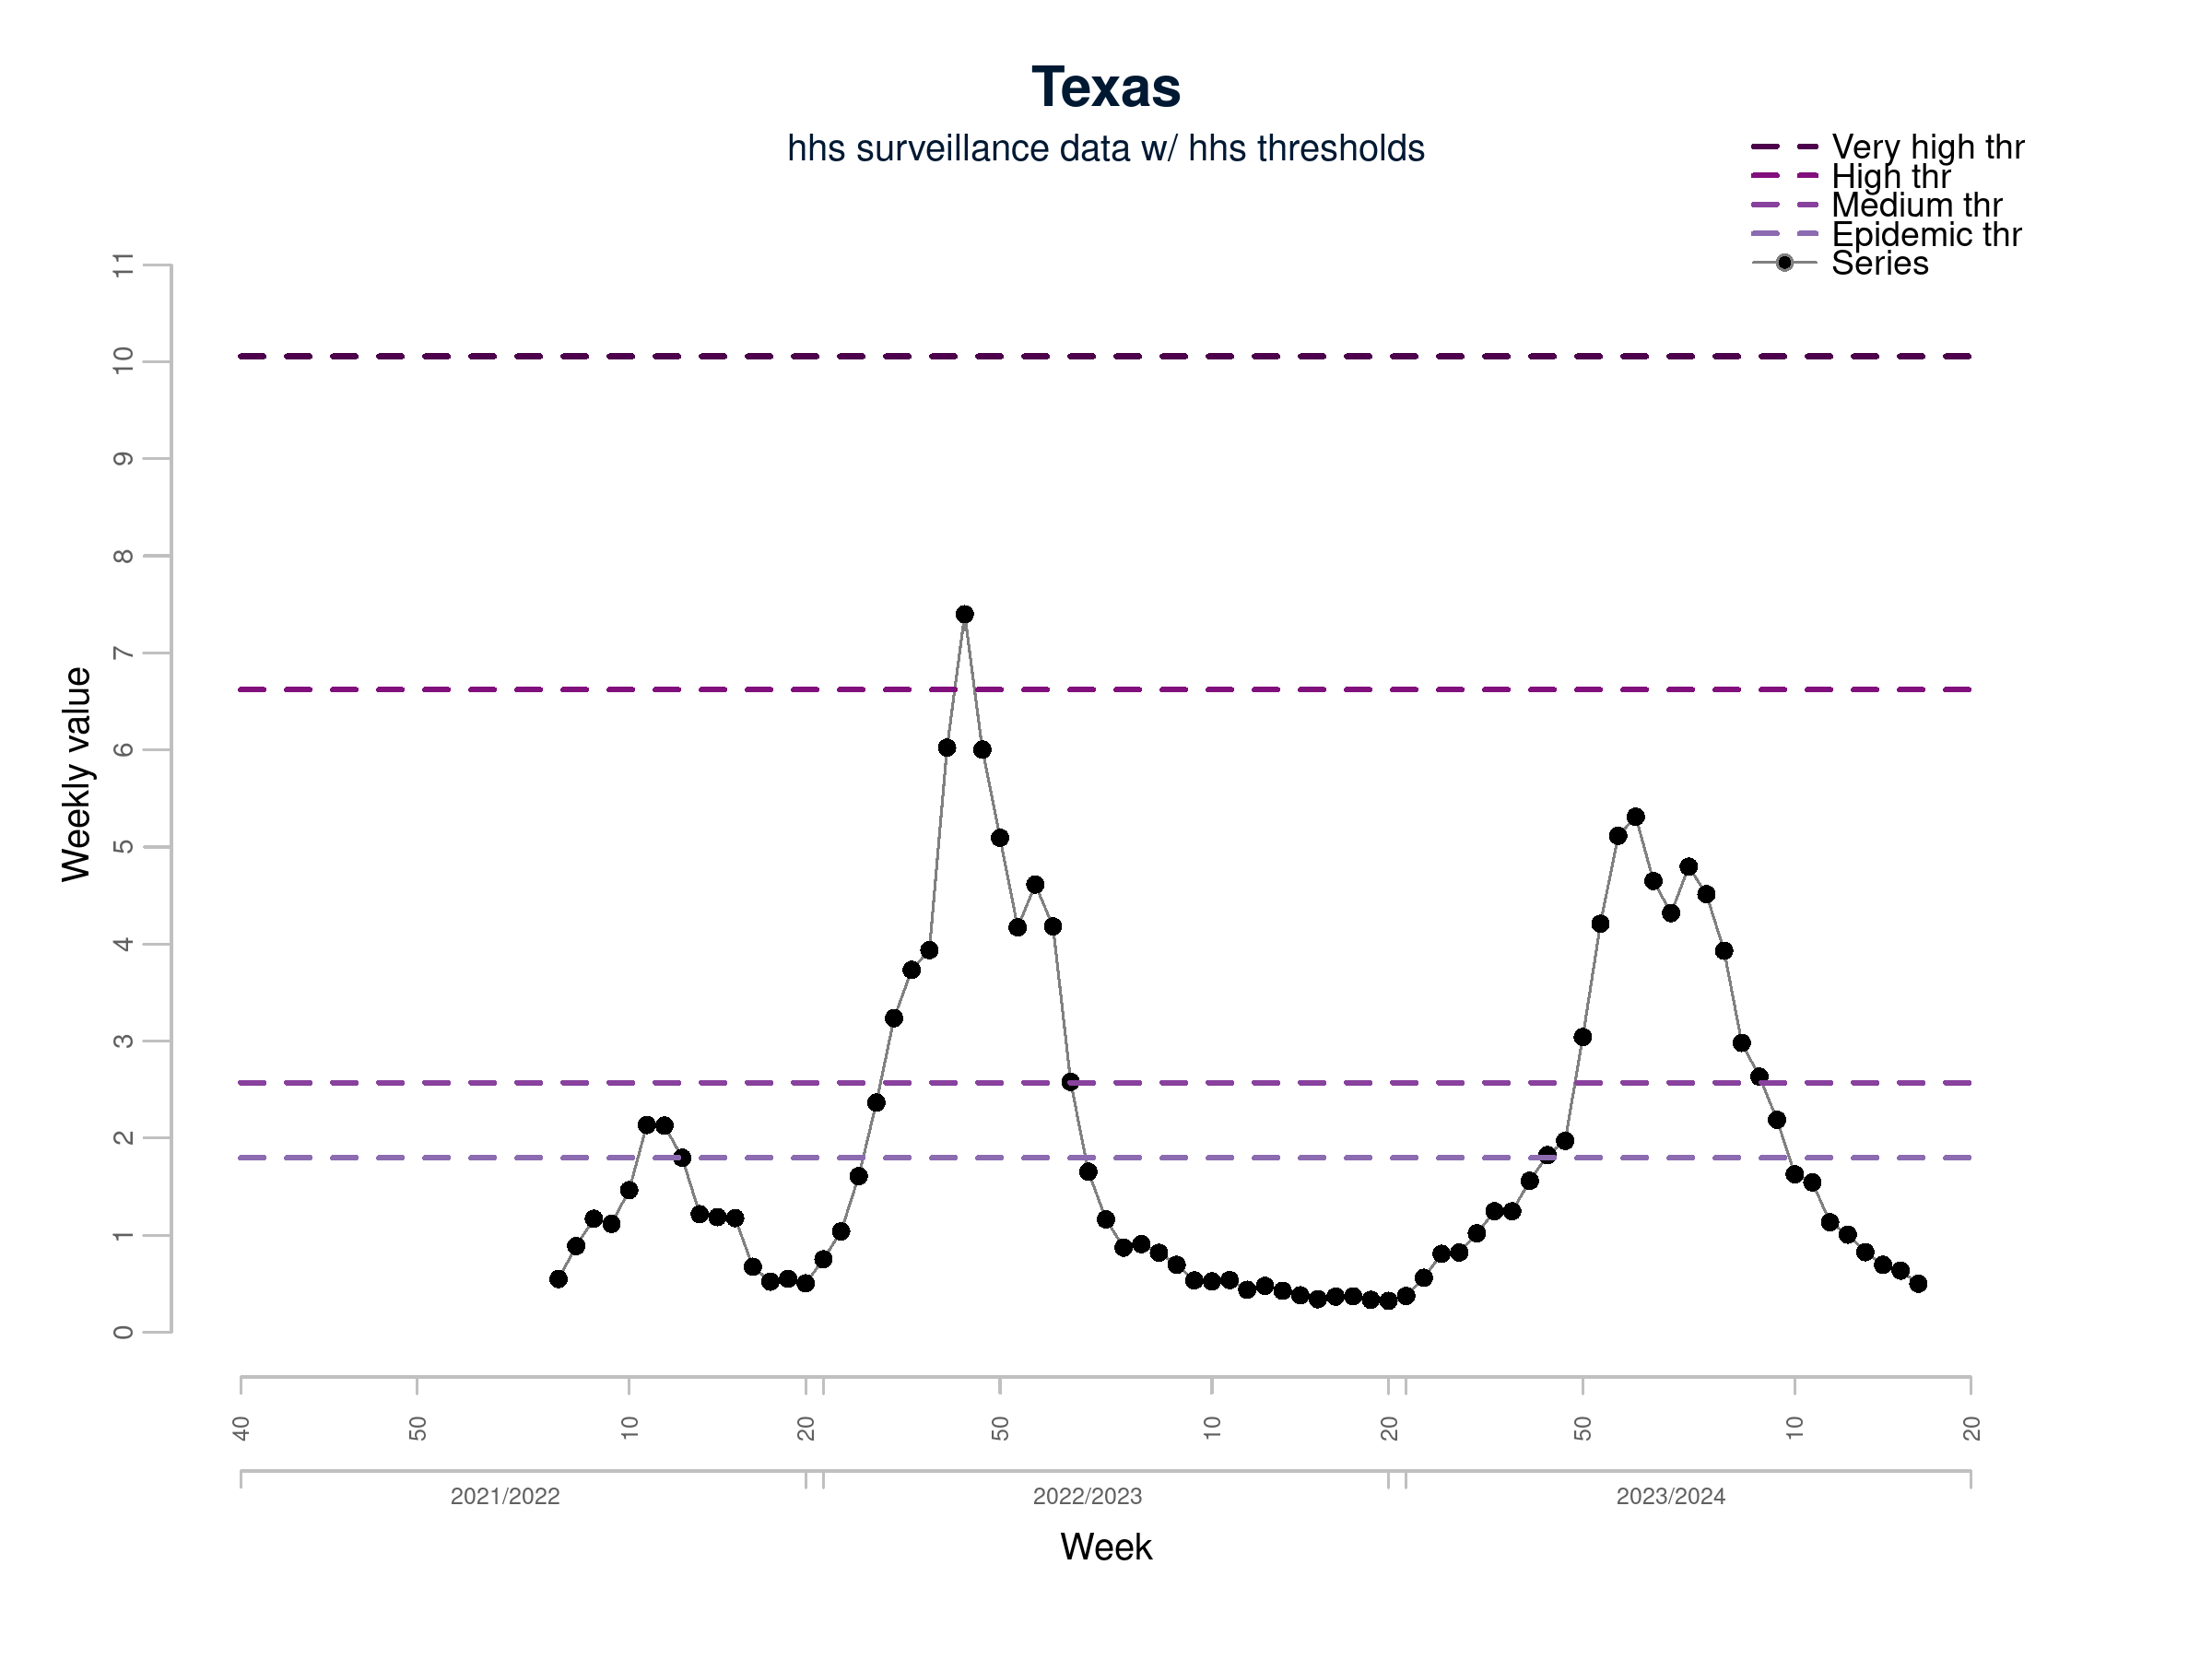 Texas
hhs surveillance data w/ hhs thresholds
Very high thr
High thr
Medium thr
Epidemic thr
Series
11
10
9
8
7
6
5
4
3
2
1
0
Weekly value
40 50 10 20 50 10 20 50 10 20
2021/2022 2022/2023 2023/2024
Week